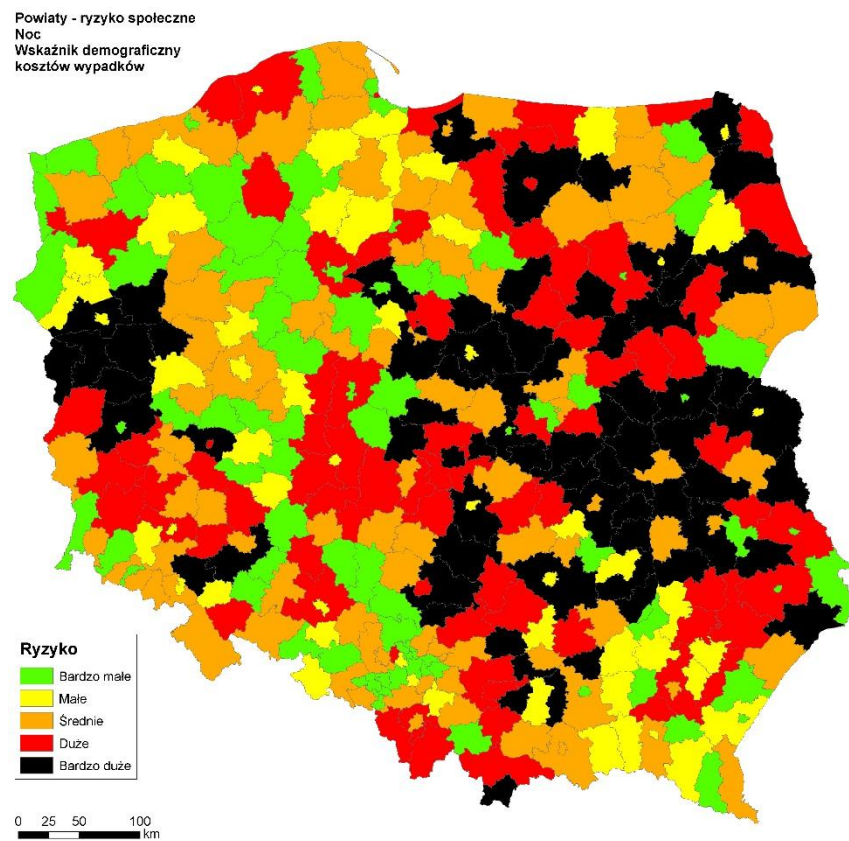 Powiaty - ryzyko społeczne
Noc
Wskaźnik demograficzny
kosztów wypadków
Ryzyko
Bardzo małe
Małe
Średnie
Duże
Bardzo duże
0 25 50 100
km